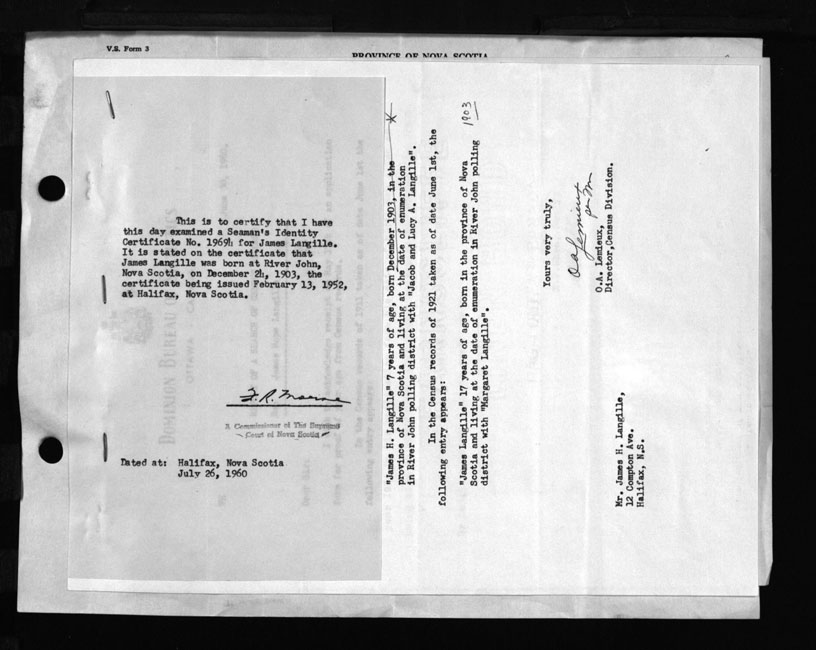 V.S. Form 3
PROVINCE OF NOVA SCOTIA
This is to certify that I have
this day examined a Seaman's Identity
Certificate No. 19694 for James Langille.
It is stated on the certificate that
James Langille was born at River John,
Nova Scotia, on December 24, 1903, the
certificate being issued February 13, 1952,
at Halifax, Nova Scotia.
A Commissioner of The Supreme
Court of Nova Scotia
Dated at: Halifax, Nova Scotia
July 26, 1960
"James H. Langille" 7 years of age, born December 1903, in the
province of Nova Scotia and living at the date of enumeration
in River John polling district with "Jacob and Lucy A. Langille".
In the Census records of 1921 taken as of date June 1st, the
following entry appears:
1903
"James Langille" 17 years of age, born in the province of Nova
Scotia and living at the date of enumeration in River John polling
district with "Margaret Langille".
Yours very truly,
O.A. Lemieux
O.A. Lemieux,
Director, Census Division.
Mr. James H. Langille,
12 Compton Ave.
Halifax, N.S.
DOMINION BUREAU
OTTAWA